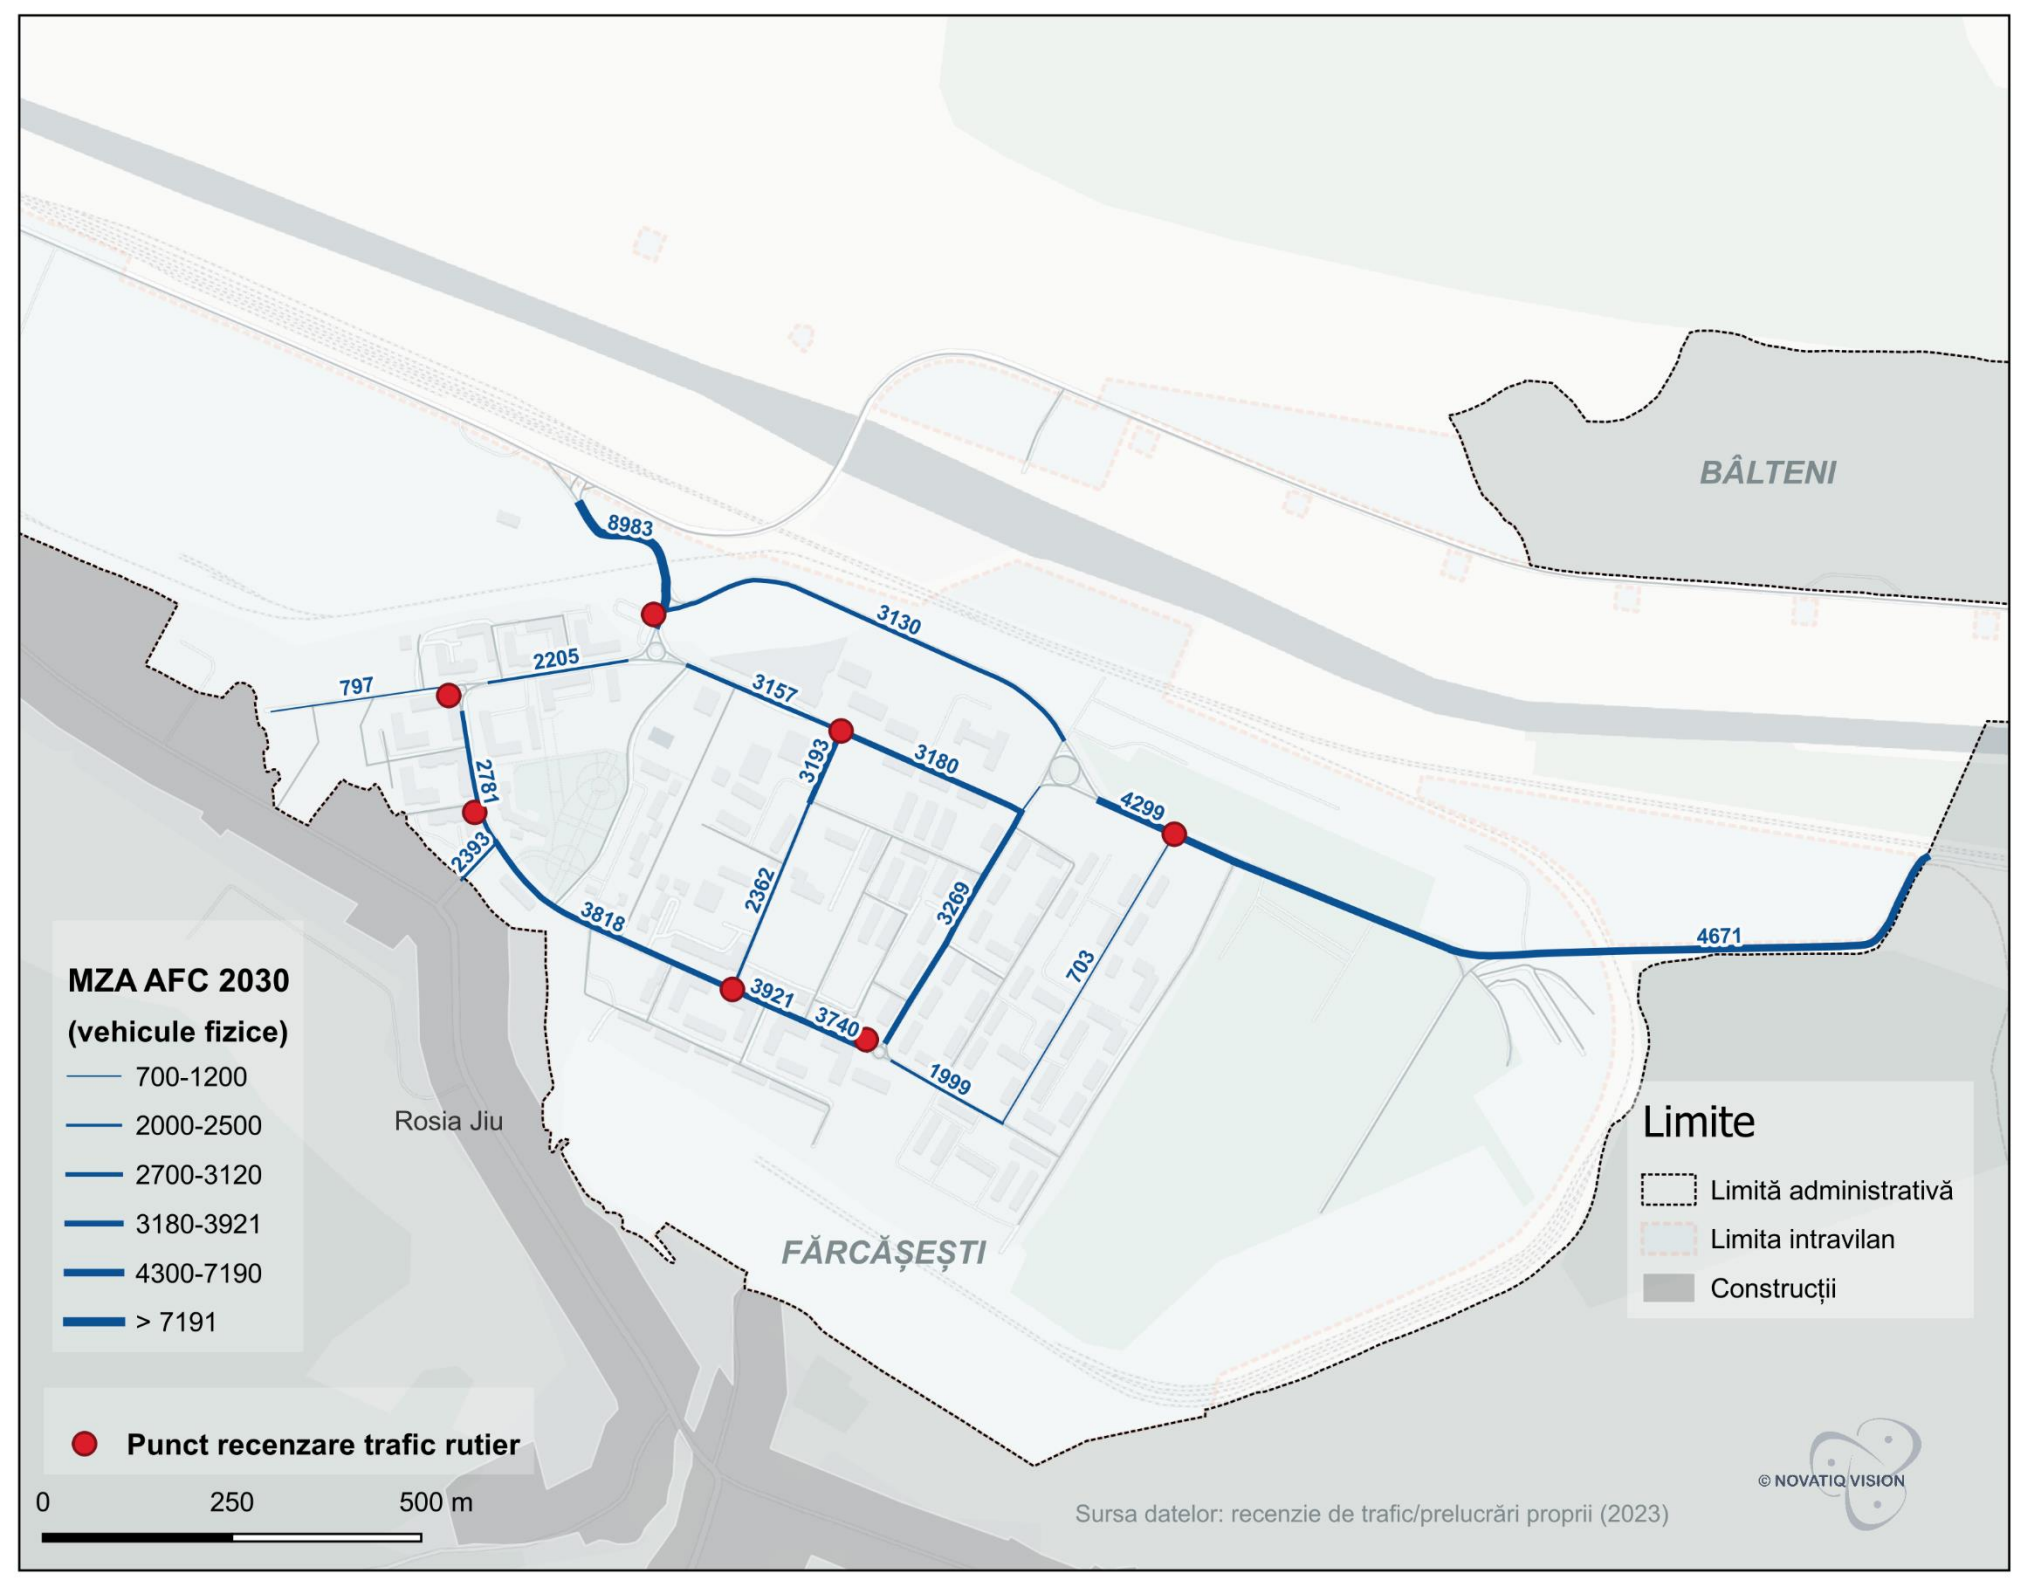 BÂLTENI
8983
3130
2205
797
3157
3193
3180
2781
4299
2393
2362
3269
3818
703
4671
3921
3740
1999
MZA AFC 2030
(vehicule fizice)
700-1200
2000-2500
2700-3120
3180-3921
4300-7190
> 7191
Rosia Jiu
FĂRCĂȘEȘTI
Limite
Limită administrativă
Limita intravilan
Construcții
Punct recenzare trafic rutier
0 250 500 m
© NOVATIQ VISION
Sursa datelor: recenzie de trafic/prelucrări proprii (2023)